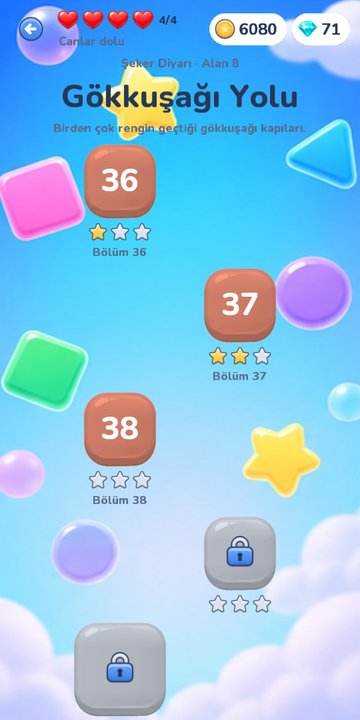 4/4
6080
71
Canlar dolu
Şeker Diyarı · Alan 8
Gökkuşağı Yolu
Birden çok rengin geçtiği gökkuşağı kapıları.
36
Bölüm 36
37
Bölüm 37
38
Bölüm 38